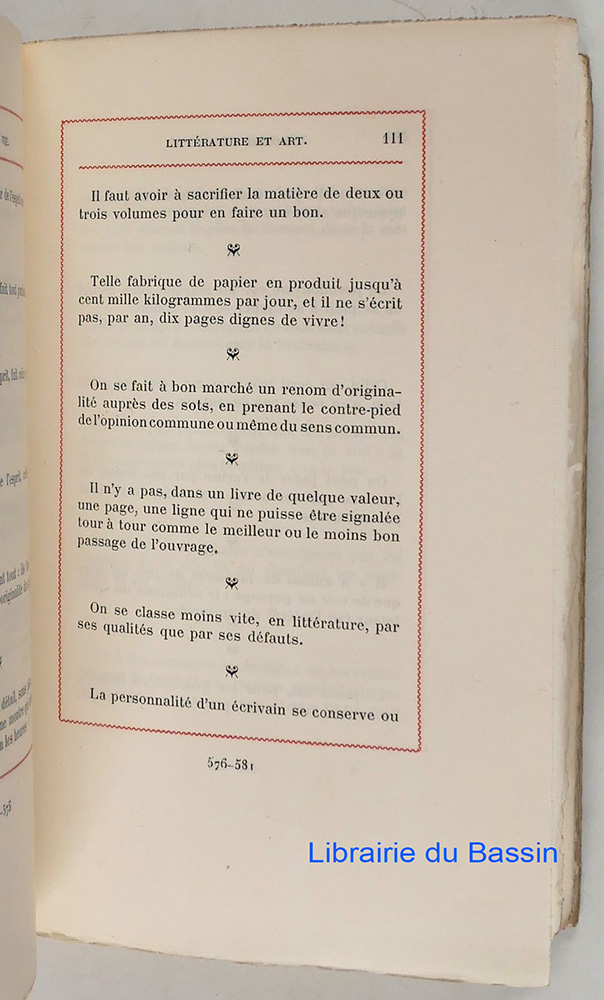 VIE.
LITTÉRATURE ET ART. 111
Il faut avoir à sacrifier la matière de deux ou
trois volumes pour en faire un bon.
Telle fabrique de papier en produit jusqu'à
cent mille kilogrammes par jour, et il ne s'écrit
pas, par an, dix pages dignes de vivre!
On se fait à bon marché un renom d'origina-
lité auprès des sots, en prenant le contre-pied
de l'opinion commune ou même du sens commun.
Il n'y a pas, dans un livre de quelque valeur,
une page, une ligne qui ne puisse être signalée
tour à tour comme le meilleur ou le moins bon
passage de l'ouvrage.
On se classe moins vite, en littérature, par
ses qualités que par ses défauts.
La personnalité d'un écrivain se conserve ou
576-581
-575
Librairie du Bassin